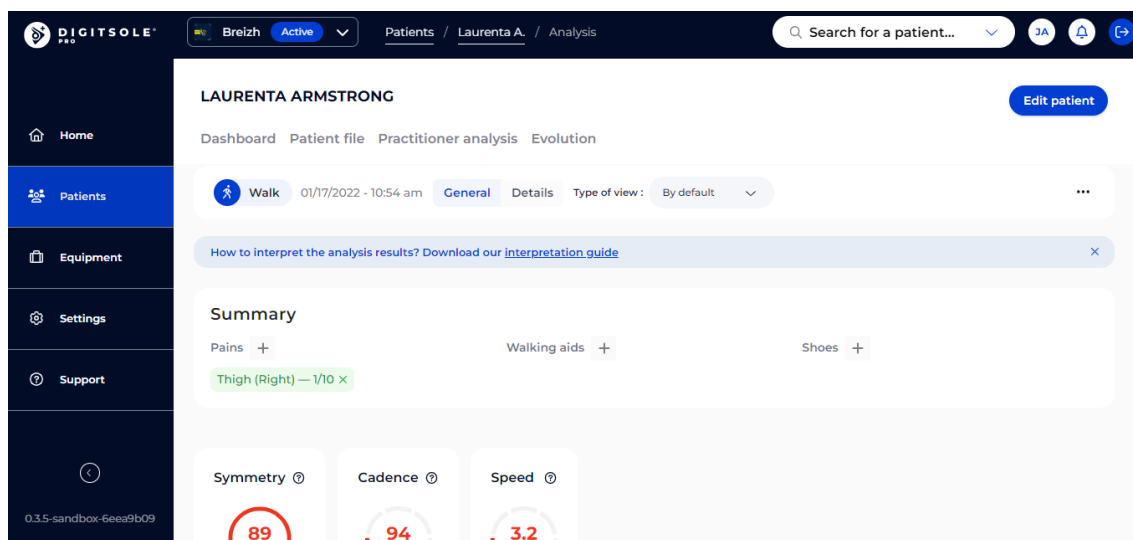 DIGITSOLE
PRO
Breizh Active
Patients / Laurenta A. / Analysis
Search for a patient...
JA
LAURENTA ARMSTRONG
Edit patient
Dashboard Patient file Practitioner analysis Evolution
Home
Patients
Equipment
Settings
Support
0.3.5-sandbox-6eea9b09
Walk 01/17/2022 - 10:54 am General Details Type of view : By default
How to interpret the analysis results? Download our interpretation guide
Summary
Pains + Walking aids + Shoes +
Thigh (Right) — 1/10 ×
Symmetry Cadence Speed
89 94 3.2